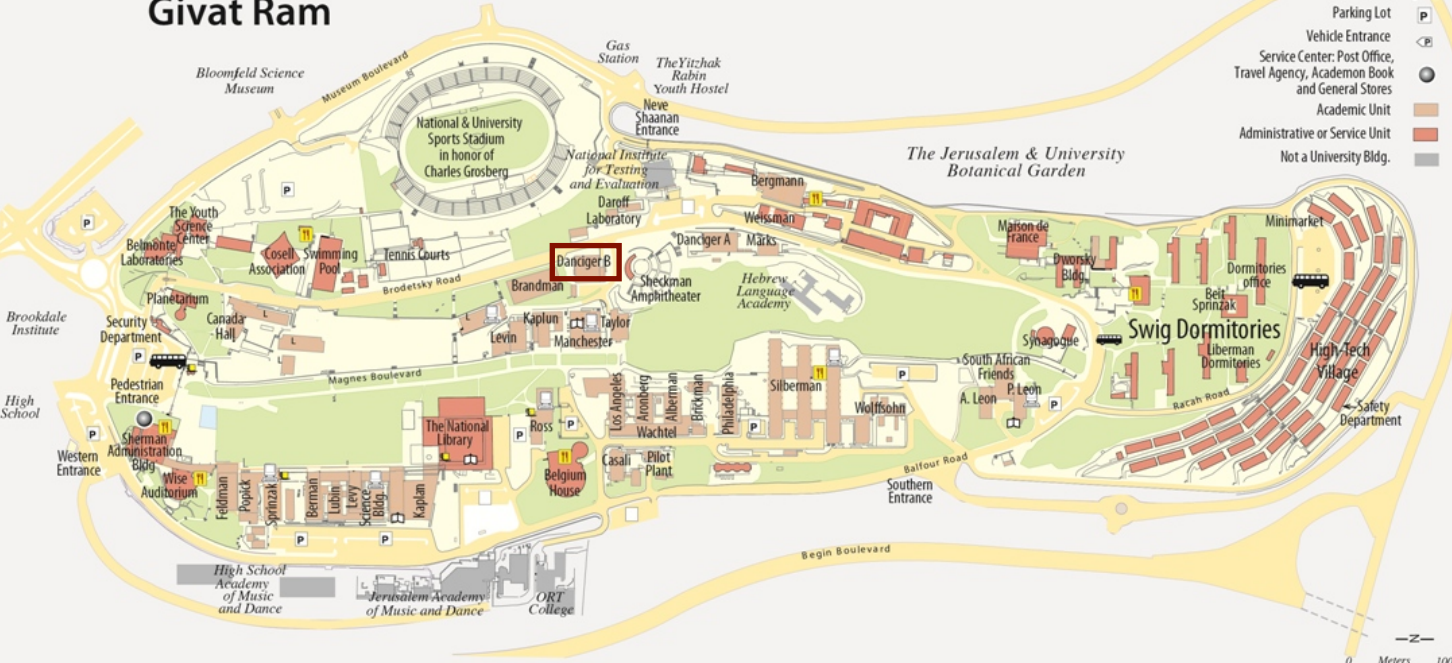 Givat Ram
Parking Lot
P
Vehicle Entrance
P
Service Center: Post Office,
Travel Agency, Academon Book
and General Stores
Academic Unit
Administrative or Service Unit
Not a University Bldg.
Bloomfield Science
Museum
Museum Boulevard
Gas
Station
TheYitzhak
Rabin
Youth Hostel
Neve
Shaanan
Entrance
National & University
Sports Stadium
in honor of
Charles Grosberg
National Institute
for Testing
and Evaluation
The Jerusalem & University
Botanical Garden
Bergmann
P
P
Daroff
Laboratory
Weissman
The Youth
Science
Center
Belmonte
Laboratories
Cosell
Association
Swimming
Pool
Tennis Courts
Danciger B
Danciger A
Marks
Maison de
France
Minimarket
Brodetsky Road
Brandman
Sheckman
Amphitheater
Hebrew
Language
Academy
Dworsky
Bldg.
Dormitories
office
Belt
Sprinzak
Planetarium
Brookdale
Institute
Security
Department
Canada
Hall
L
L
L
Levin
Kaplun
Manchester
Taylor
Synagogue
Swig Dormitories
Liberman
Dormitories
High-Tech
Village
P
Pedestrian
Entrance
Magnes Boulevard
South African
Friends
A. Leon
P. Leon
P
Racah Road
Safety
Department
High
School
Los Angeles
Aronberg
Alberman
Brickman
Philadelphia
Silberman
P
Wolffsohn
P
Wachtel
Sherman
Administration
Bldg.
P
Western
Entrance
Wise
Auditorium
The National
Library
P
Ross
P
Belgium
House
Casali
Pilot
Plant
Balfour Road
Southern
Entrance
Feldman
Popick
Sprinzak
Berman
Lubin
Levy
Science
Bldg.
Kaplan
P
P
Begin Boulevard
High School
Academy
of Music
and Dance
Jerusalem Academy
of Music and Dance
ORT
College
N
0 Meters 100